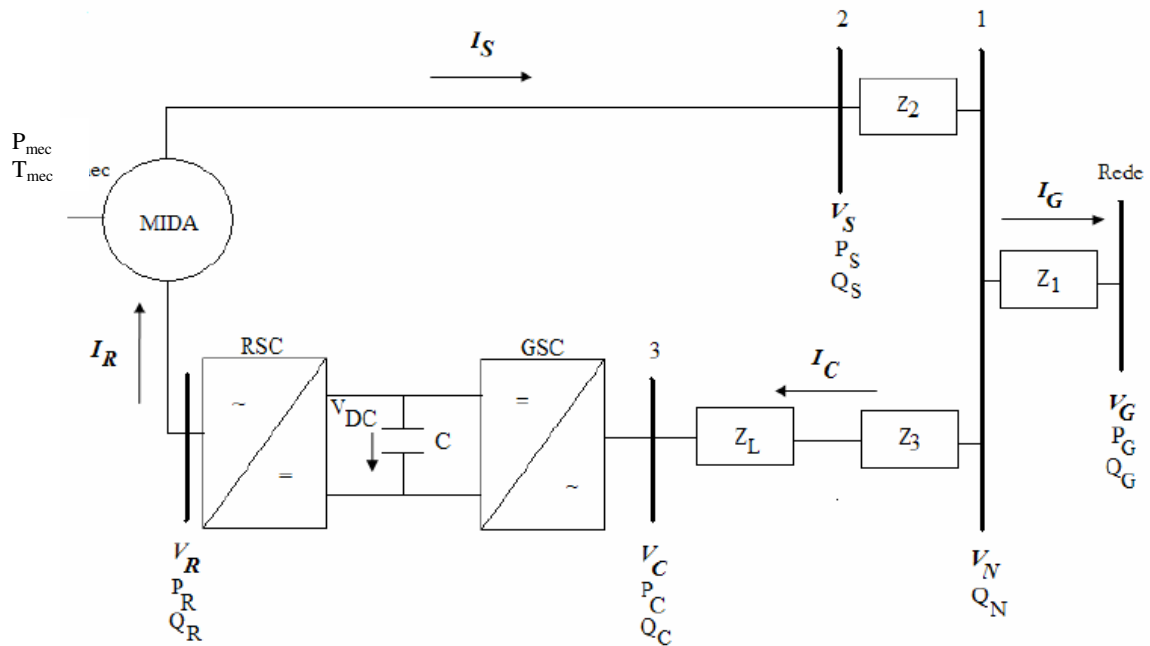 2
1
I_S
Z_2
P_mec
T_mec
ec
MIDA
Rede
I_G
V_S
P_S
Q_S
Z_1
I_R
RSC
GSC
3
I_C
~
=
V_DC
C
=
~
Z_L
Z_3
V_G
P_G
Q_G
V_R
P_R
Q_R
V_C
P_C
Q_C
V_N
Q_N